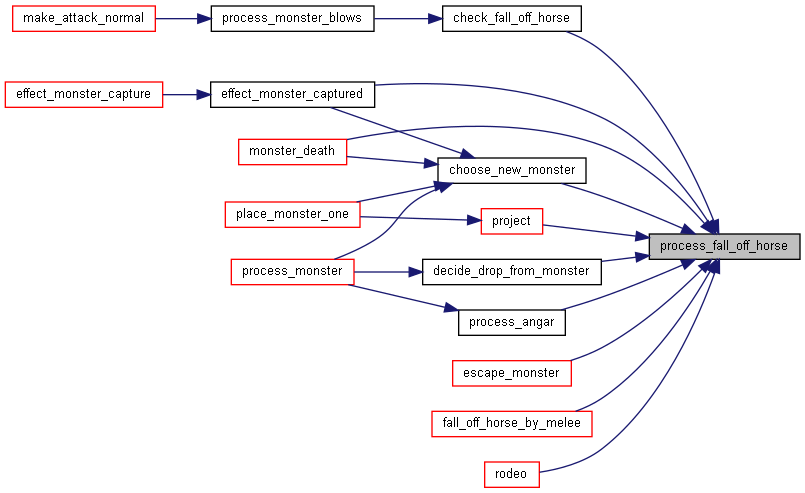 make_attack_normal
process_monster_blows
check_fall_off_horse
effect_monster_capture
effect_monster_captured
monster_death
choose_new_monster
place_monster_one
project
process_fall_off_horse
process_monster
decide_drop_from_monster
process_angar
escape_monster
fall_off_horse_by_melee
rodeo